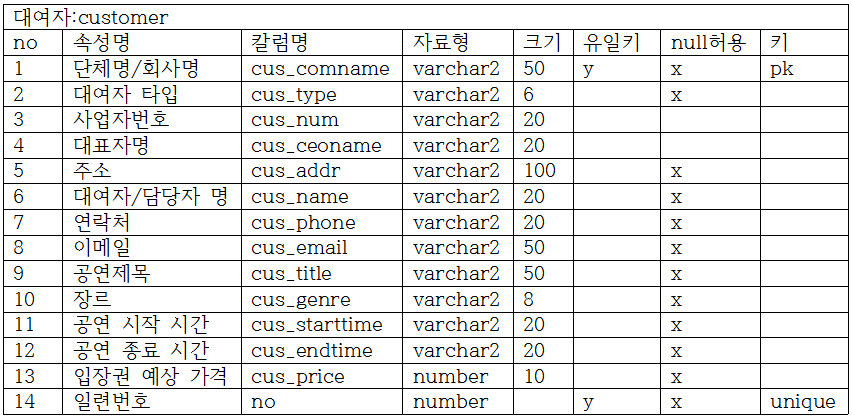 대여자:customer
no 속성명 칼럼명 자료형 크기 유일키 null허용 키
1 단체명/회사명 cus_comname varchar2 50 y x pk
2 대여자 타입 cus_type varchar2 6 x
3 사업자번호 cus_num varchar2 20
4 대표자명 cus_ceoname varchar2 20
5 주소 cus_addr varchar2 100 x
6 대여자/담당자 명 cus_name varchar2 20 x
7 연락처 cus_phone varchar2 20 x
8 이메일 cus_email varchar2 50 x
9 공연제목 cus_title varchar2 50 x
10 장르 cus_genre varchar2 8 x
11 공연 시작 시간 cus_starttime varchar2 20 x
12 공연 종료 시간 cus_endtime varchar2 20 x
13 입장권 예상 가격 cus_price number 10 x
14 일련번호 no number y x unique